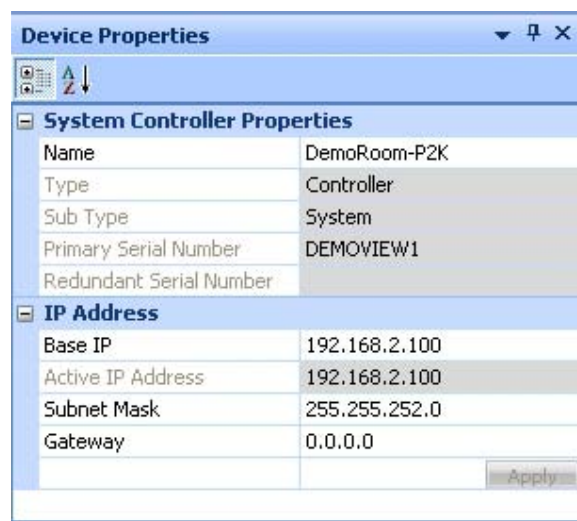 Device Properties
System Controller Properties
Name DemoRoom-P2K
Type Controller
Sub Type System
Primary Serial Number DEMOVIEW1
Redundant Serial Number
IP Address
Base IP 192.168.2.100
Active IP Address 192.168.2.100
Subnet Mask 255.255.252.0
Gateway 0.0.0.0
Apply